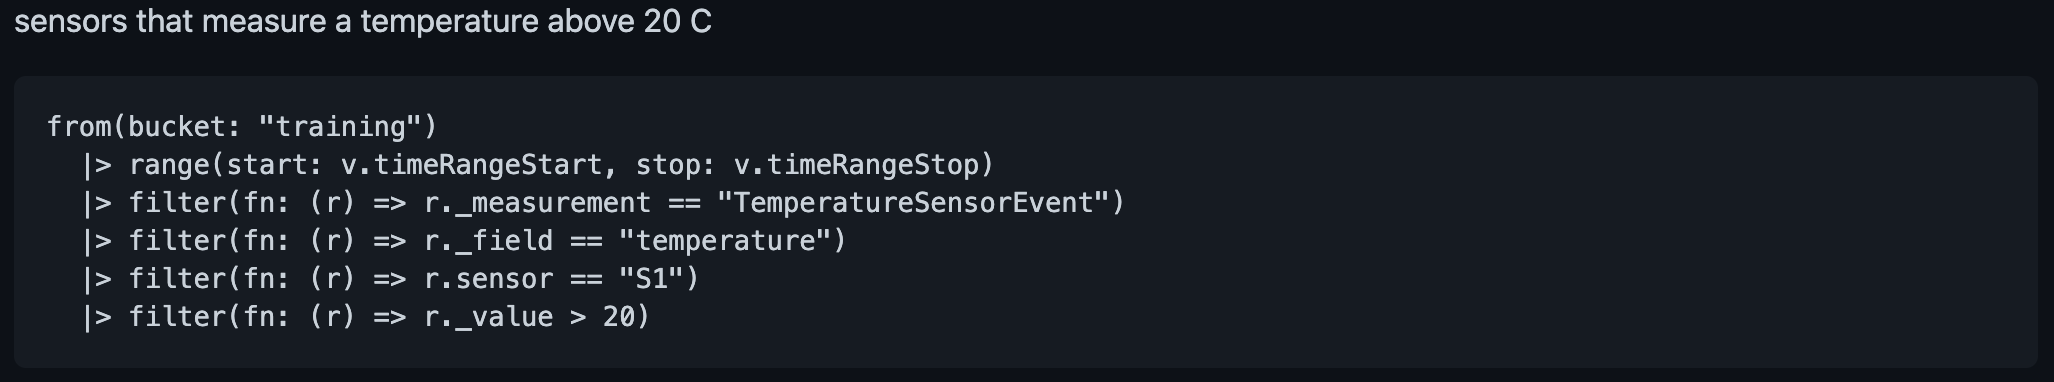 sensors that measure a temperature above 20 C
from(bucket: "training")
  |> range(start: v.timeRangeStart, stop: v.timeRangeStop)
  |> filter(fn: (r) => r._measurement == "TemperatureSensorEvent")
  |> filter(fn: (r) => r._field == "temperature")
  |> filter(fn: (r) => r.sensor == "S1")
  |> filter(fn: (r) => r._value > 20)